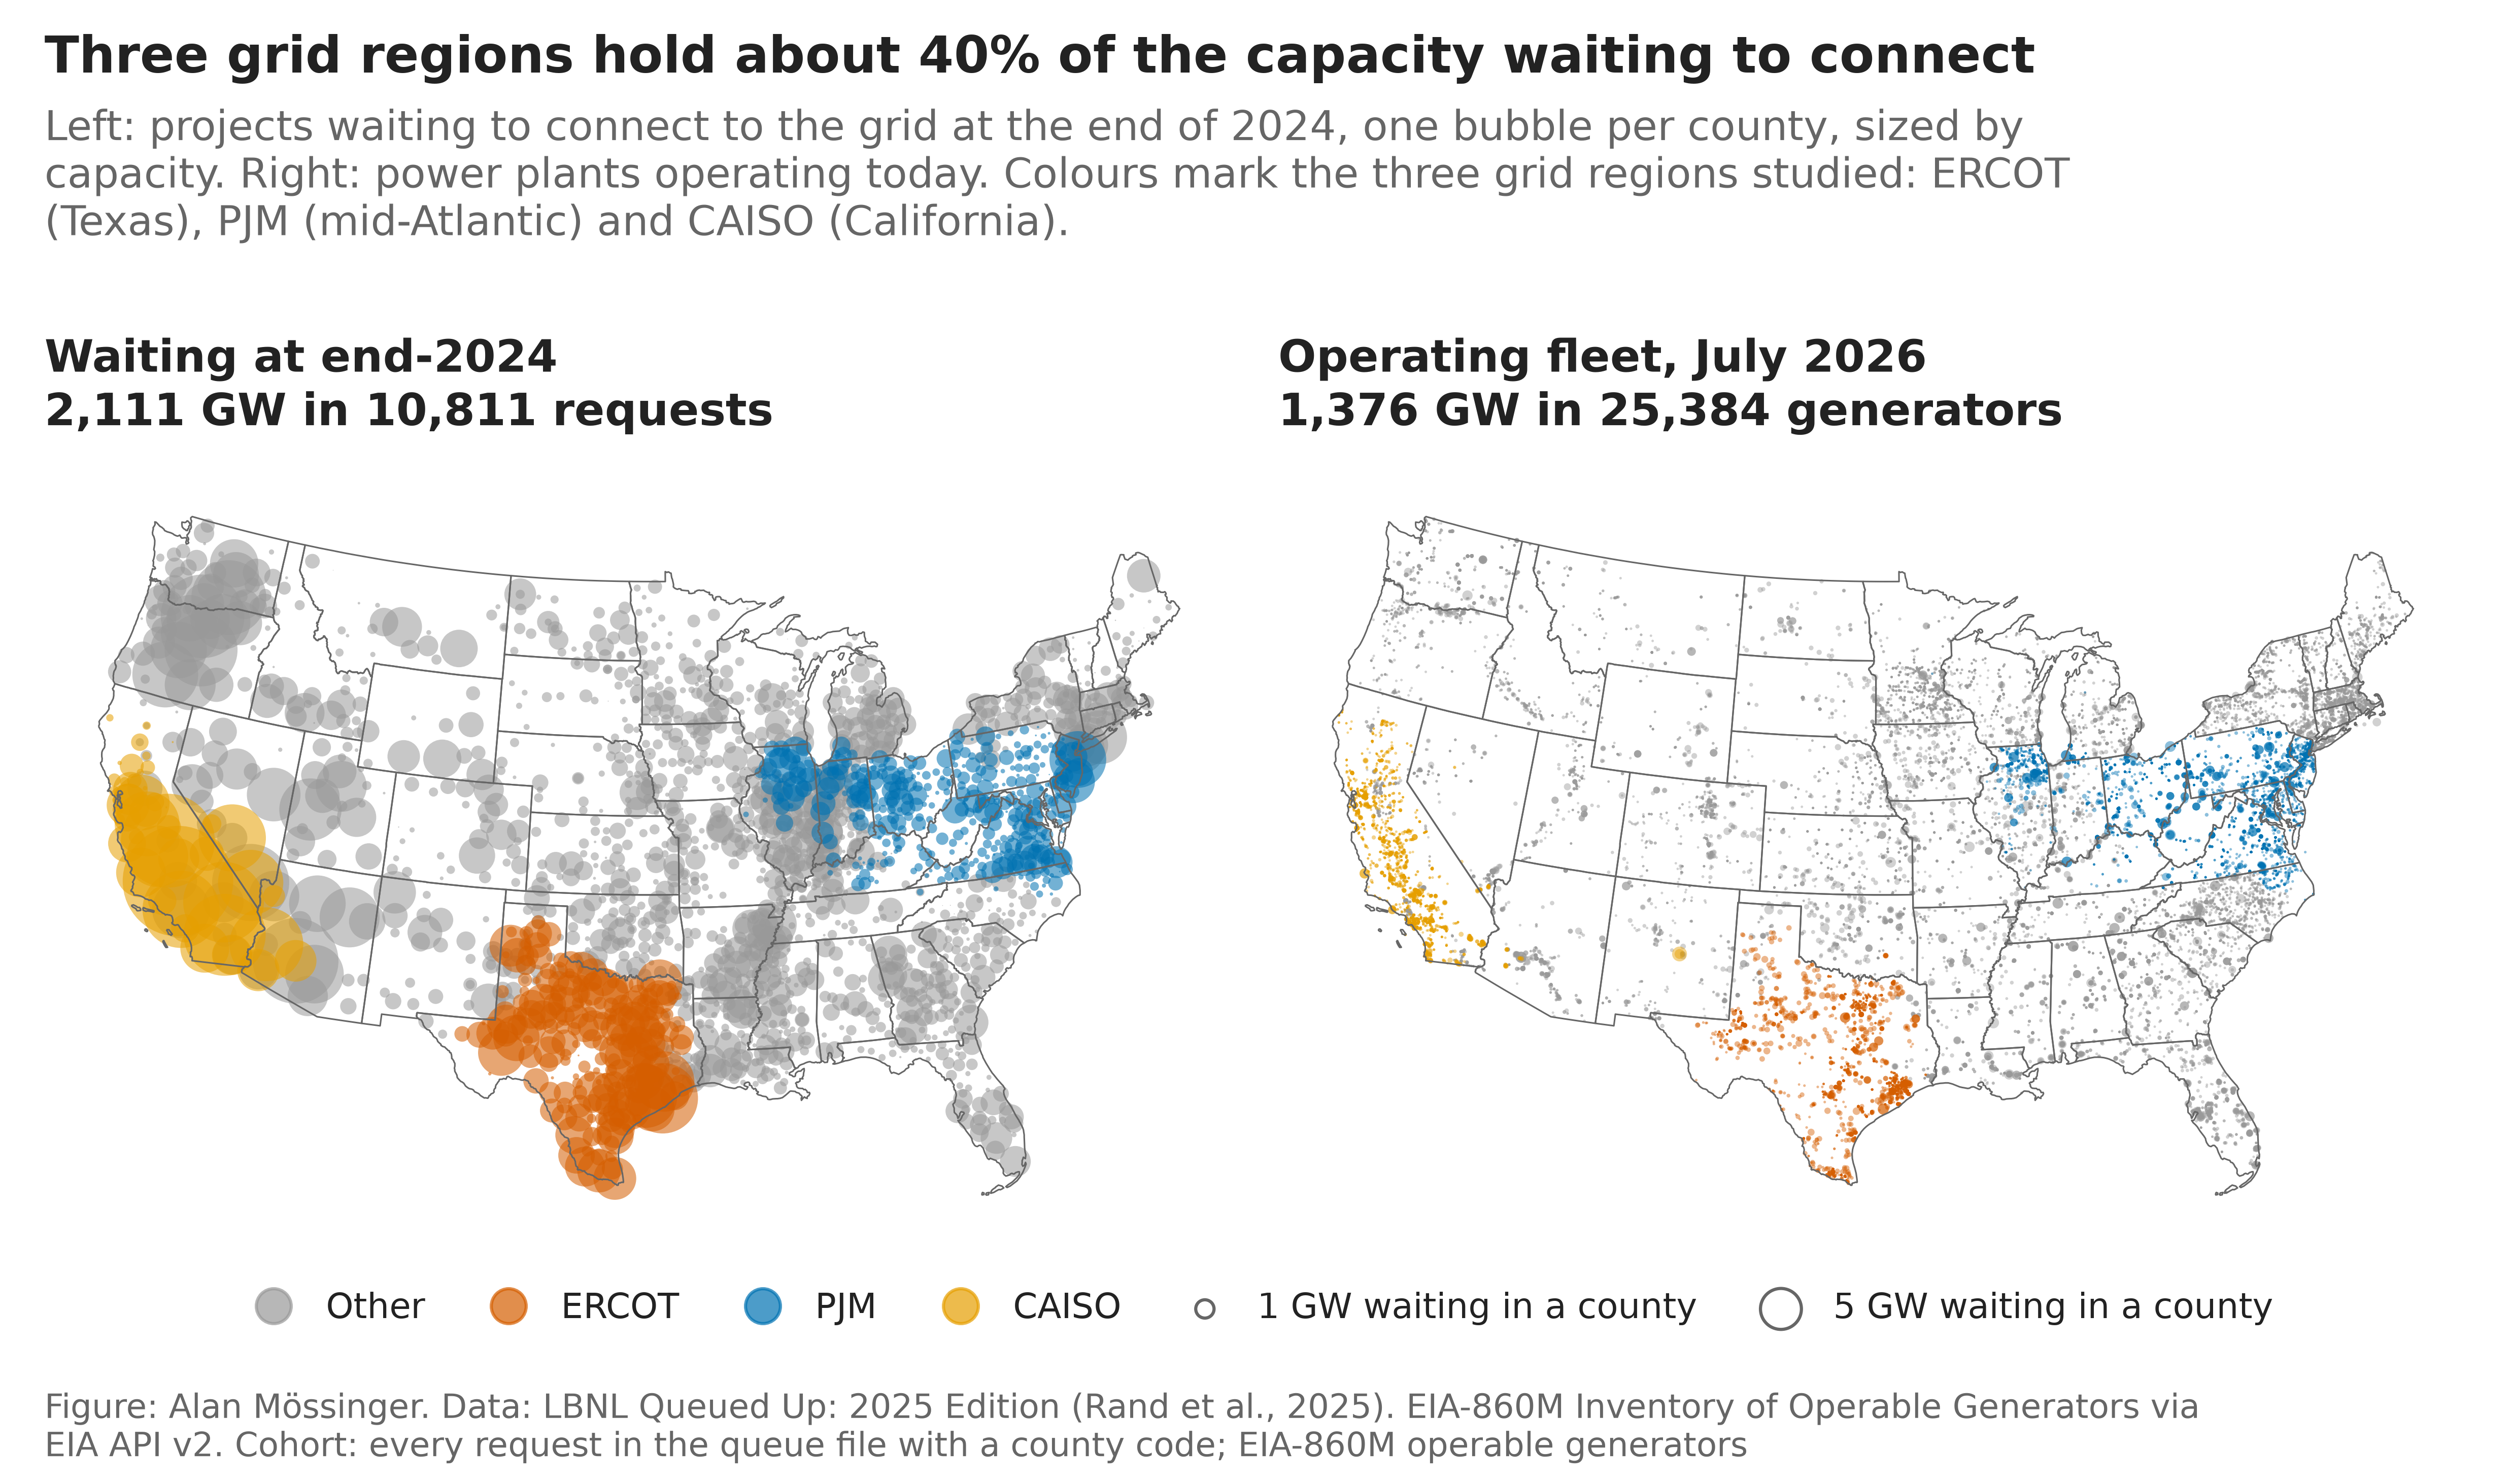 Three grid regions hold about 40% of the capacity waiting to connect
Left: projects waiting to connect to the grid at the end of 2024, one bubble per county, sized by
capacity. Right: power plants operating today. Colours mark the three grid regions studied: ERCOT
(Texas), PJM (mid-Atlantic) and CAISO (California).
Waiting at end-2024
2,111 GW in 10,811 requests
Operating fleet, July 2026
1,376 GW in 25,384 generators
Other
ERCOT
PJM
CAISO
1 GW waiting in a county
5 GW waiting in a county
Figure: Alan Mössinger. Data: LBNL Queued Up: 2025 Edition (Rand et al., 2025). EIA-860M Inventory of Operable Generators via
EIA API v2. Cohort: every request in the queue file with a county code; EIA-860M operable generators